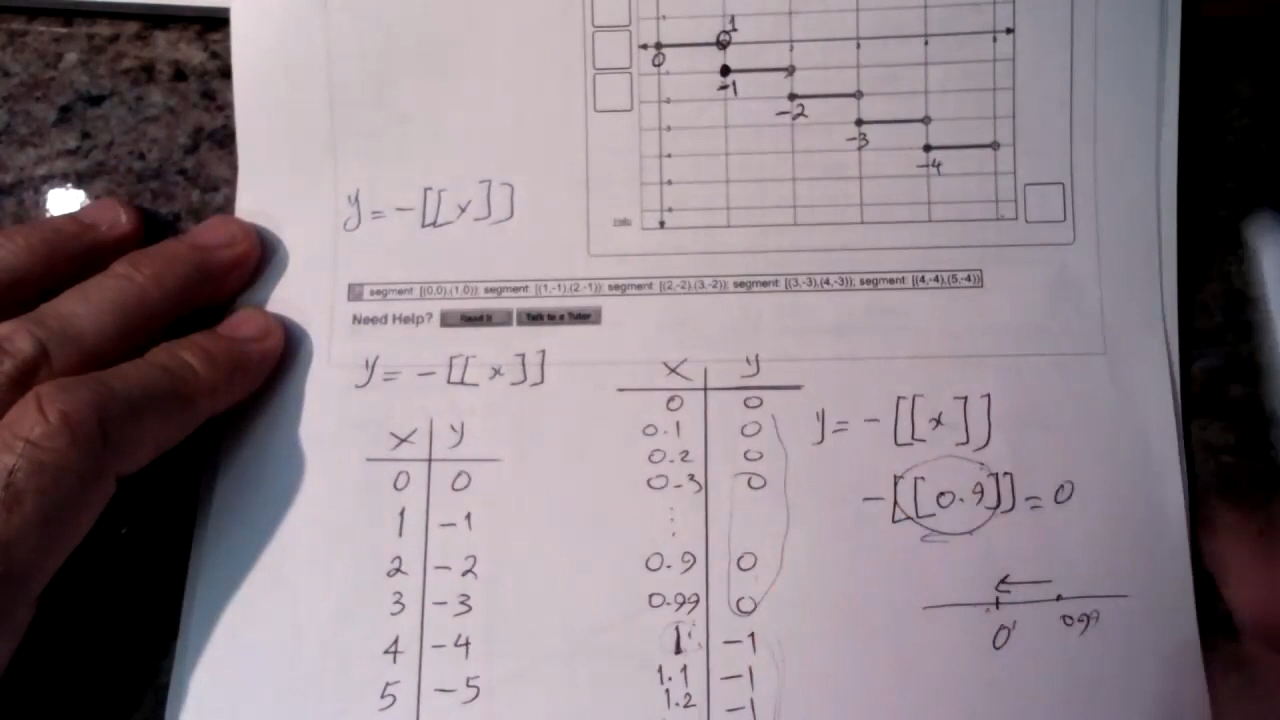 1
0
-1
-2
-3
-4
y = -[[x]]
Help
segment: [(0,0),(1,0)); segment: [(1,-1),(2,-1)); segment: [(2,-2),(3,-2)); segment: [(3,-3),(4,-3)); segment: [(4,-4),(5,-4))
Need Help? Read It Talk to a Tutor
y = -[[x]]
x y
0 0
1 -1
2 -2
3 -3
4 -4
5 -5
x y
0 0
0.1 0
0.2 0
0.3 0
⋮
0.9 0
0.99 0
1 -1
1.1 -1
1.2 -1
y = -[[x]]
-[[0.9]] = 0
0 0.99